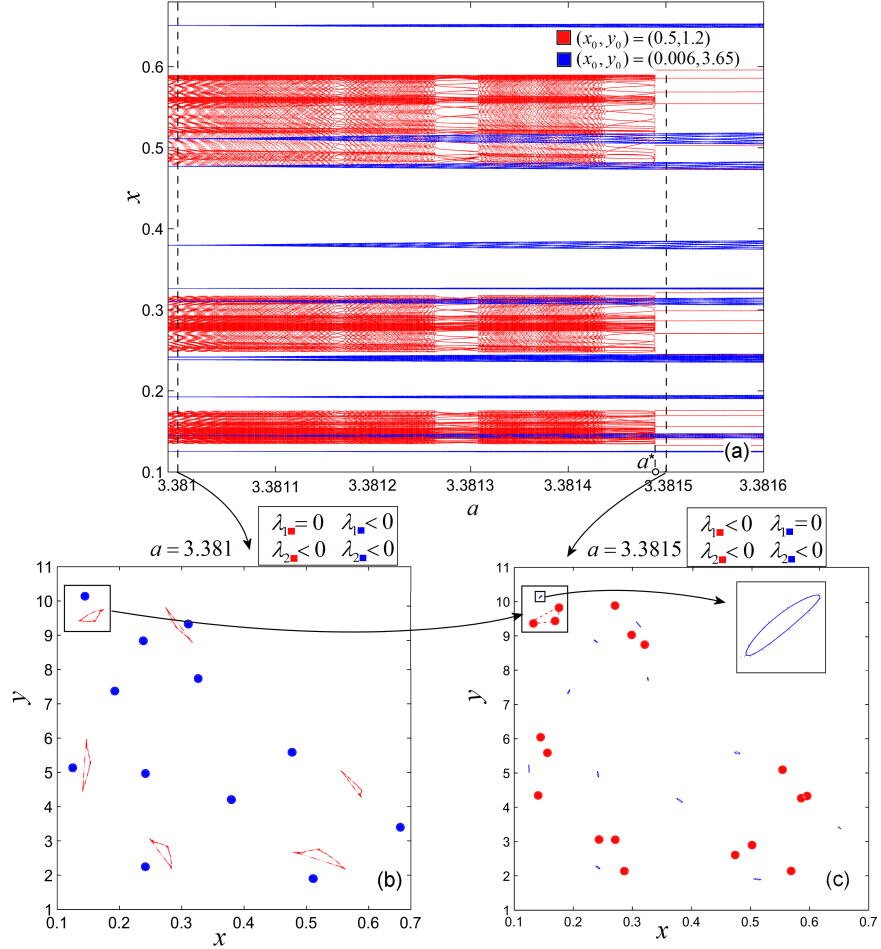 (x₀, y₀) = (0.5,1.2)
(x₀, y₀) = (0.006,3.65)
0.6
0.5
x
0.4
0.3
0.2
0.1
(a)
a*
3.381 3.3811 3.3812 3.3813 3.3814 3.3815 3.3816
a
λ₁ = 0 λ₁ < 0
λ₂ < 0 λ₂ < 0
a = 3.381
λ₁ < 0 λ₁ = 0
λ₂ < 0 λ₂ < 0
a = 3.3815
11
10
9
8
7
y
6
5
4
3
2
1
(b)
0.1 0.2 0.3 0.4 0.5 0.6 0.7
x
11
10
9
8
7
y
6
5
4
3
2
1
(c)
0.1 0.2 0.3 0.4 0.5 0.6 0.7
x